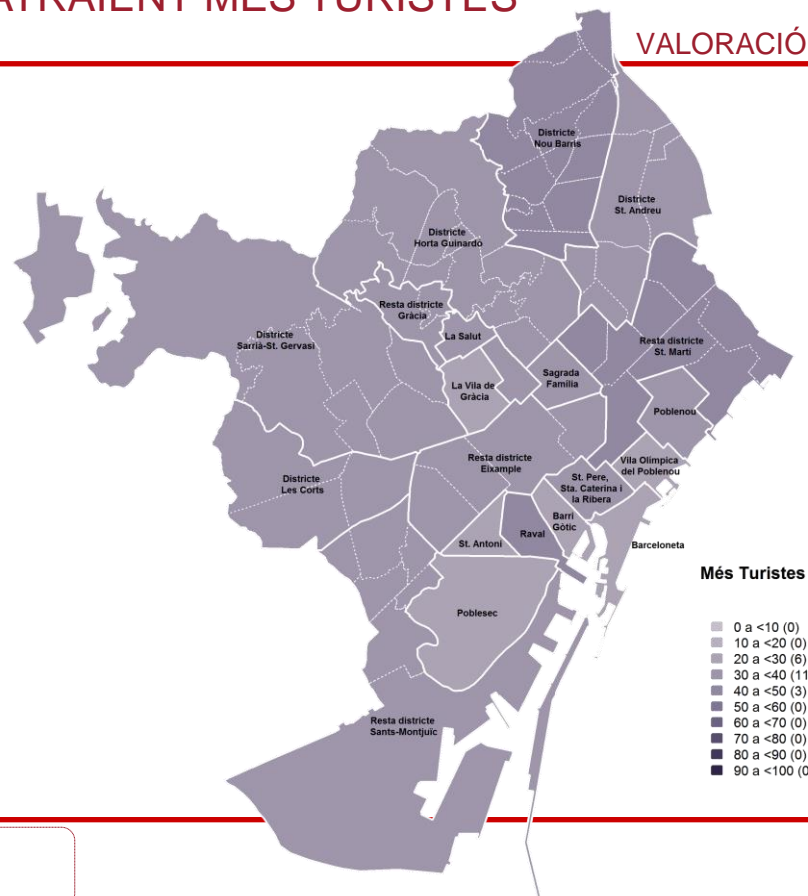 ATRAIENT MÉS TURISTES
VALORACIÓ
Districte
Nou Barris
Districte
St. Andreu
Districte
Horta Guinardó
Resta districte
Gràcia
Districte
Sarrià-St. Gervasi
La Salut
Resta districte
St. Martí
La Vila de
Gràcia
Sagrada
Família
Poblenou
Resta districte
Eixample
Vila Olímpica
del Poblenou
Districte
Les Corts
St. Pere,
Sta. Caterina i
la Ribera
Barri
Gòtic
St. Antoni
Raval
Barceloneta
Poblesec
Resta districte
Sants-Montjuïc
Més Turistes
0 a <10 (0)
10 a <20 (0)
20 a <30 (6)
30 a <40 (11
40 a <50 (3)
50 a <60 (0)
60 a <70 (0)
70 a <80 (0)
80 a <90 (0)
90 a <100 (0